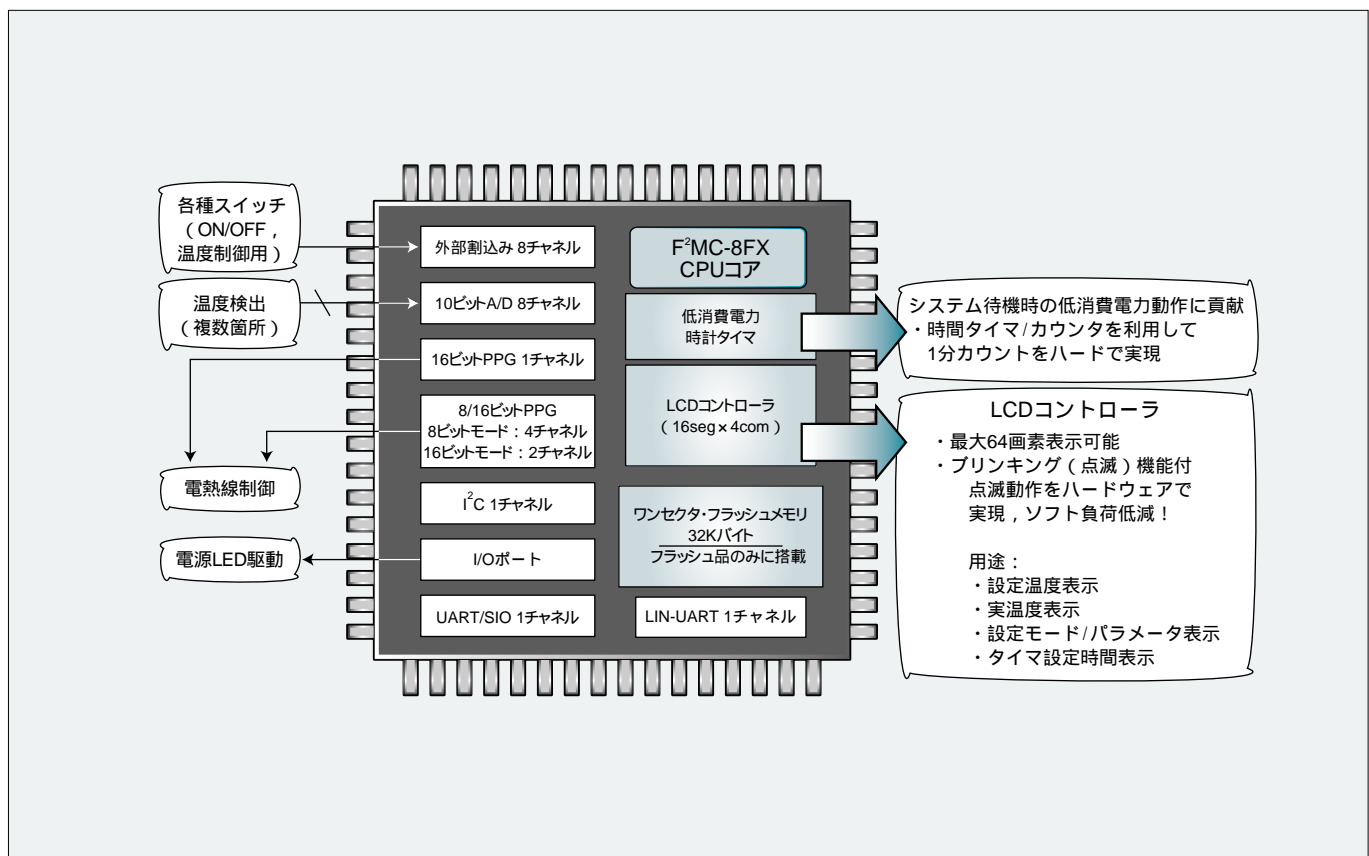 各種スイッチ
（ON/OFF，
温度制御用）
温度検出
（複数箇所）
電熱線制御
電源LED駆動
外部割込み 8チャネル
10ビットA/D 8チャネル
16ビットPPG 1チャネル
8/16ビットPPG
8ビットモード：4チャネル
16ビットモード：2チャネル
I²C 1チャネル
I/Oポート
UART/SIO 1チャネル
F²MC-8FX
CPUコア
低消費電力
時計タイマ
LCDコントローラ
（16seg×4com）
ワンセクタ・フラッシュメモリ
32Kバイト
フラッシュ品のみに搭載
LIN-UART 1チャネル
システム待機時の低消費電力動作に貢献
・時間タイマ/カウンタを利用して
1分カウントをハードで実現
LCDコントローラ
・最大64画素表示可能
・ブリンキング（点滅）機能付
点滅動作をハードウェアで
実現，ソフト負荷低減！
用途：
・設定温度表示
・実温度表示
・設定モード/パラメータ表示
・タイマ設定時間表示